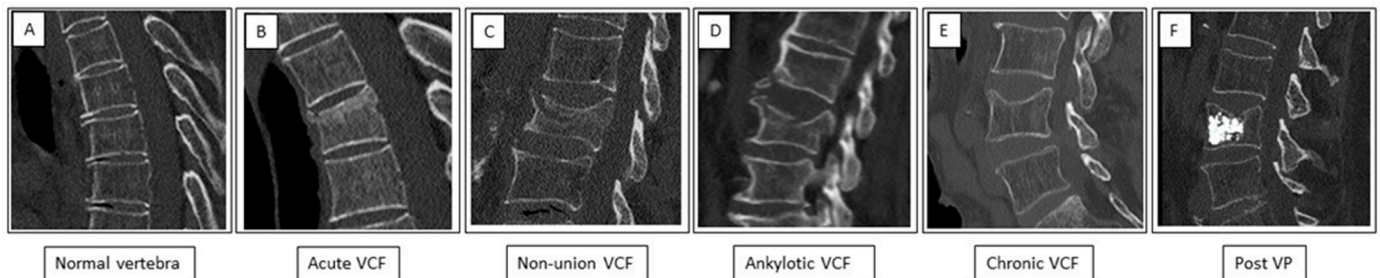 A
B
C
D
E
F
Normal vertebra
Acute VCF
Non-union VCF
Ankylotic VCF
Chronic VCF
Post VP